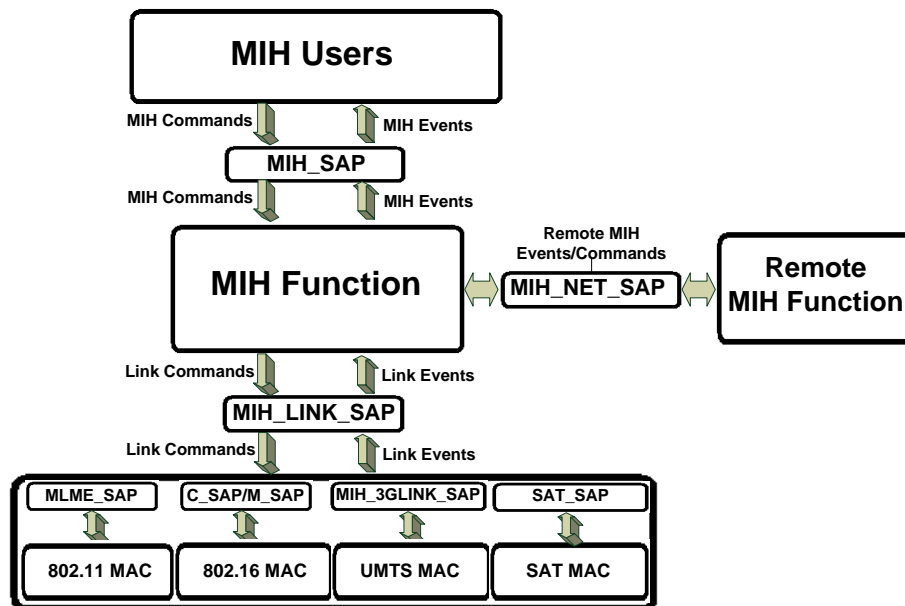 MIH Users
MIH Commands
MIH Events
MIH_SAP
MIH Commands
MIH Events
MIH Function
Remote MIH
Events/Commands
MIH_NET_SAP
Remote
MIH Function
Link Commands
Link Events
MIH_LINK_SAP
Link Commands
Link Events
MLME_SAP
C_SAP/M_SAP
MIH_3GLINK_SAP
SAT_SAP
802.11 MAC
802.16 MAC
UMTS MAC
SAT MAC